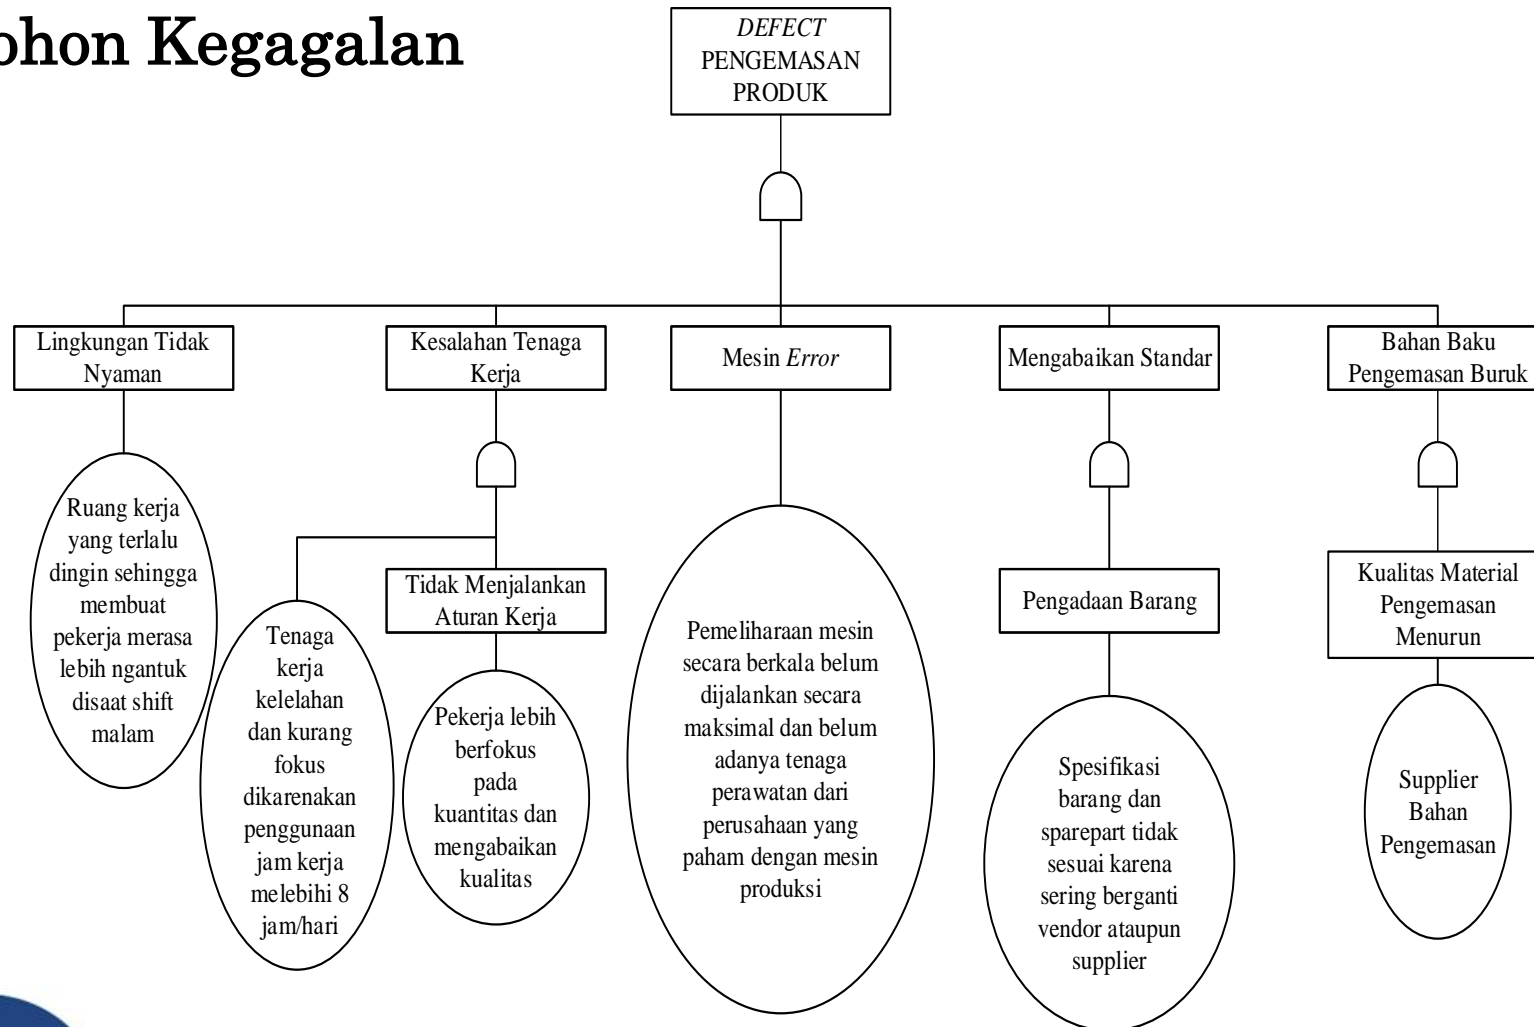 ohon Kegagalan
DEFECT
PENGEMASAN
PRODUK
Lingkungan Tidak
Nyaman
Kesalahan Tenaga
Kerja
Mesin Error
Mengabaikan Standar
Bahan Baku
Pengemasan Buruk
Ruang kerja
yang terlalu
dingin sehingga
membuat
pekerja merasa
lebih ngantuk
disaat shift
malam
Tenaga
kerja
kelelahan
dan kurang
fokus
dikarenakan
penggunaan
jam kerja
melebihi 8
jam/hari
Tidak Menjalankan
Aturan Kerja
Pekerja lebih
berfokus
pada
kuantitas dan
mengabaikan
kualitas
Pemeliharaan mesin
secara berkala belum
dijalankan secara
maksimal dan belum
adanya tenaga
perawatan dari
perusahaan yang
paham dengan mesin
produksi
Pengadaan Barang
Spesifikasi
barang dan
sparepart tidak
sesuai karena
sering berganti
vendor ataupun
supplier
Kualitas Material
Pengemasan
Menurun
Supplier
Bahan
Pengemasan